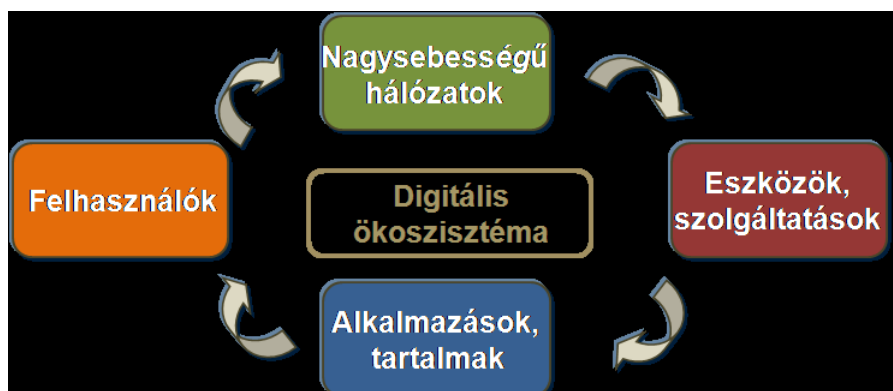 Nagysebességű
hálózatok
Felhasználók
Digitális
ökoszisztéma
Eszközök,
szolgáltatások
Alkalmazások,
tartalmak